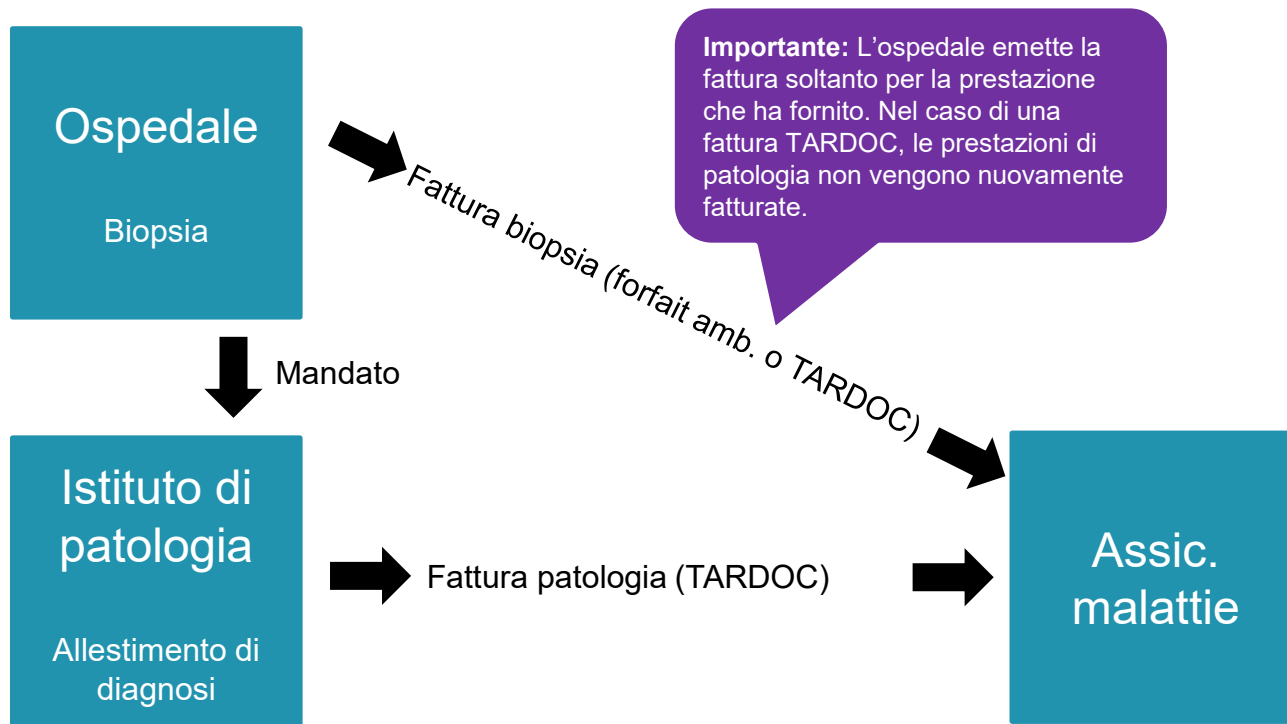 Ospedale
Biopsia
Importante: L'ospedale emette la
fattura soltanto per la prestazione
che ha fornito. Nel caso di una
fattura TARDOC, le prestazioni di
patologia non vengono nuovamente
fatturate.
Fattura biopsia (forfait amb. o TARDOC)
Mandato
Istituto di
patologia
Allestimento di
diagnosi
Fattura patologia (TARDOC)
Assic.
malattie